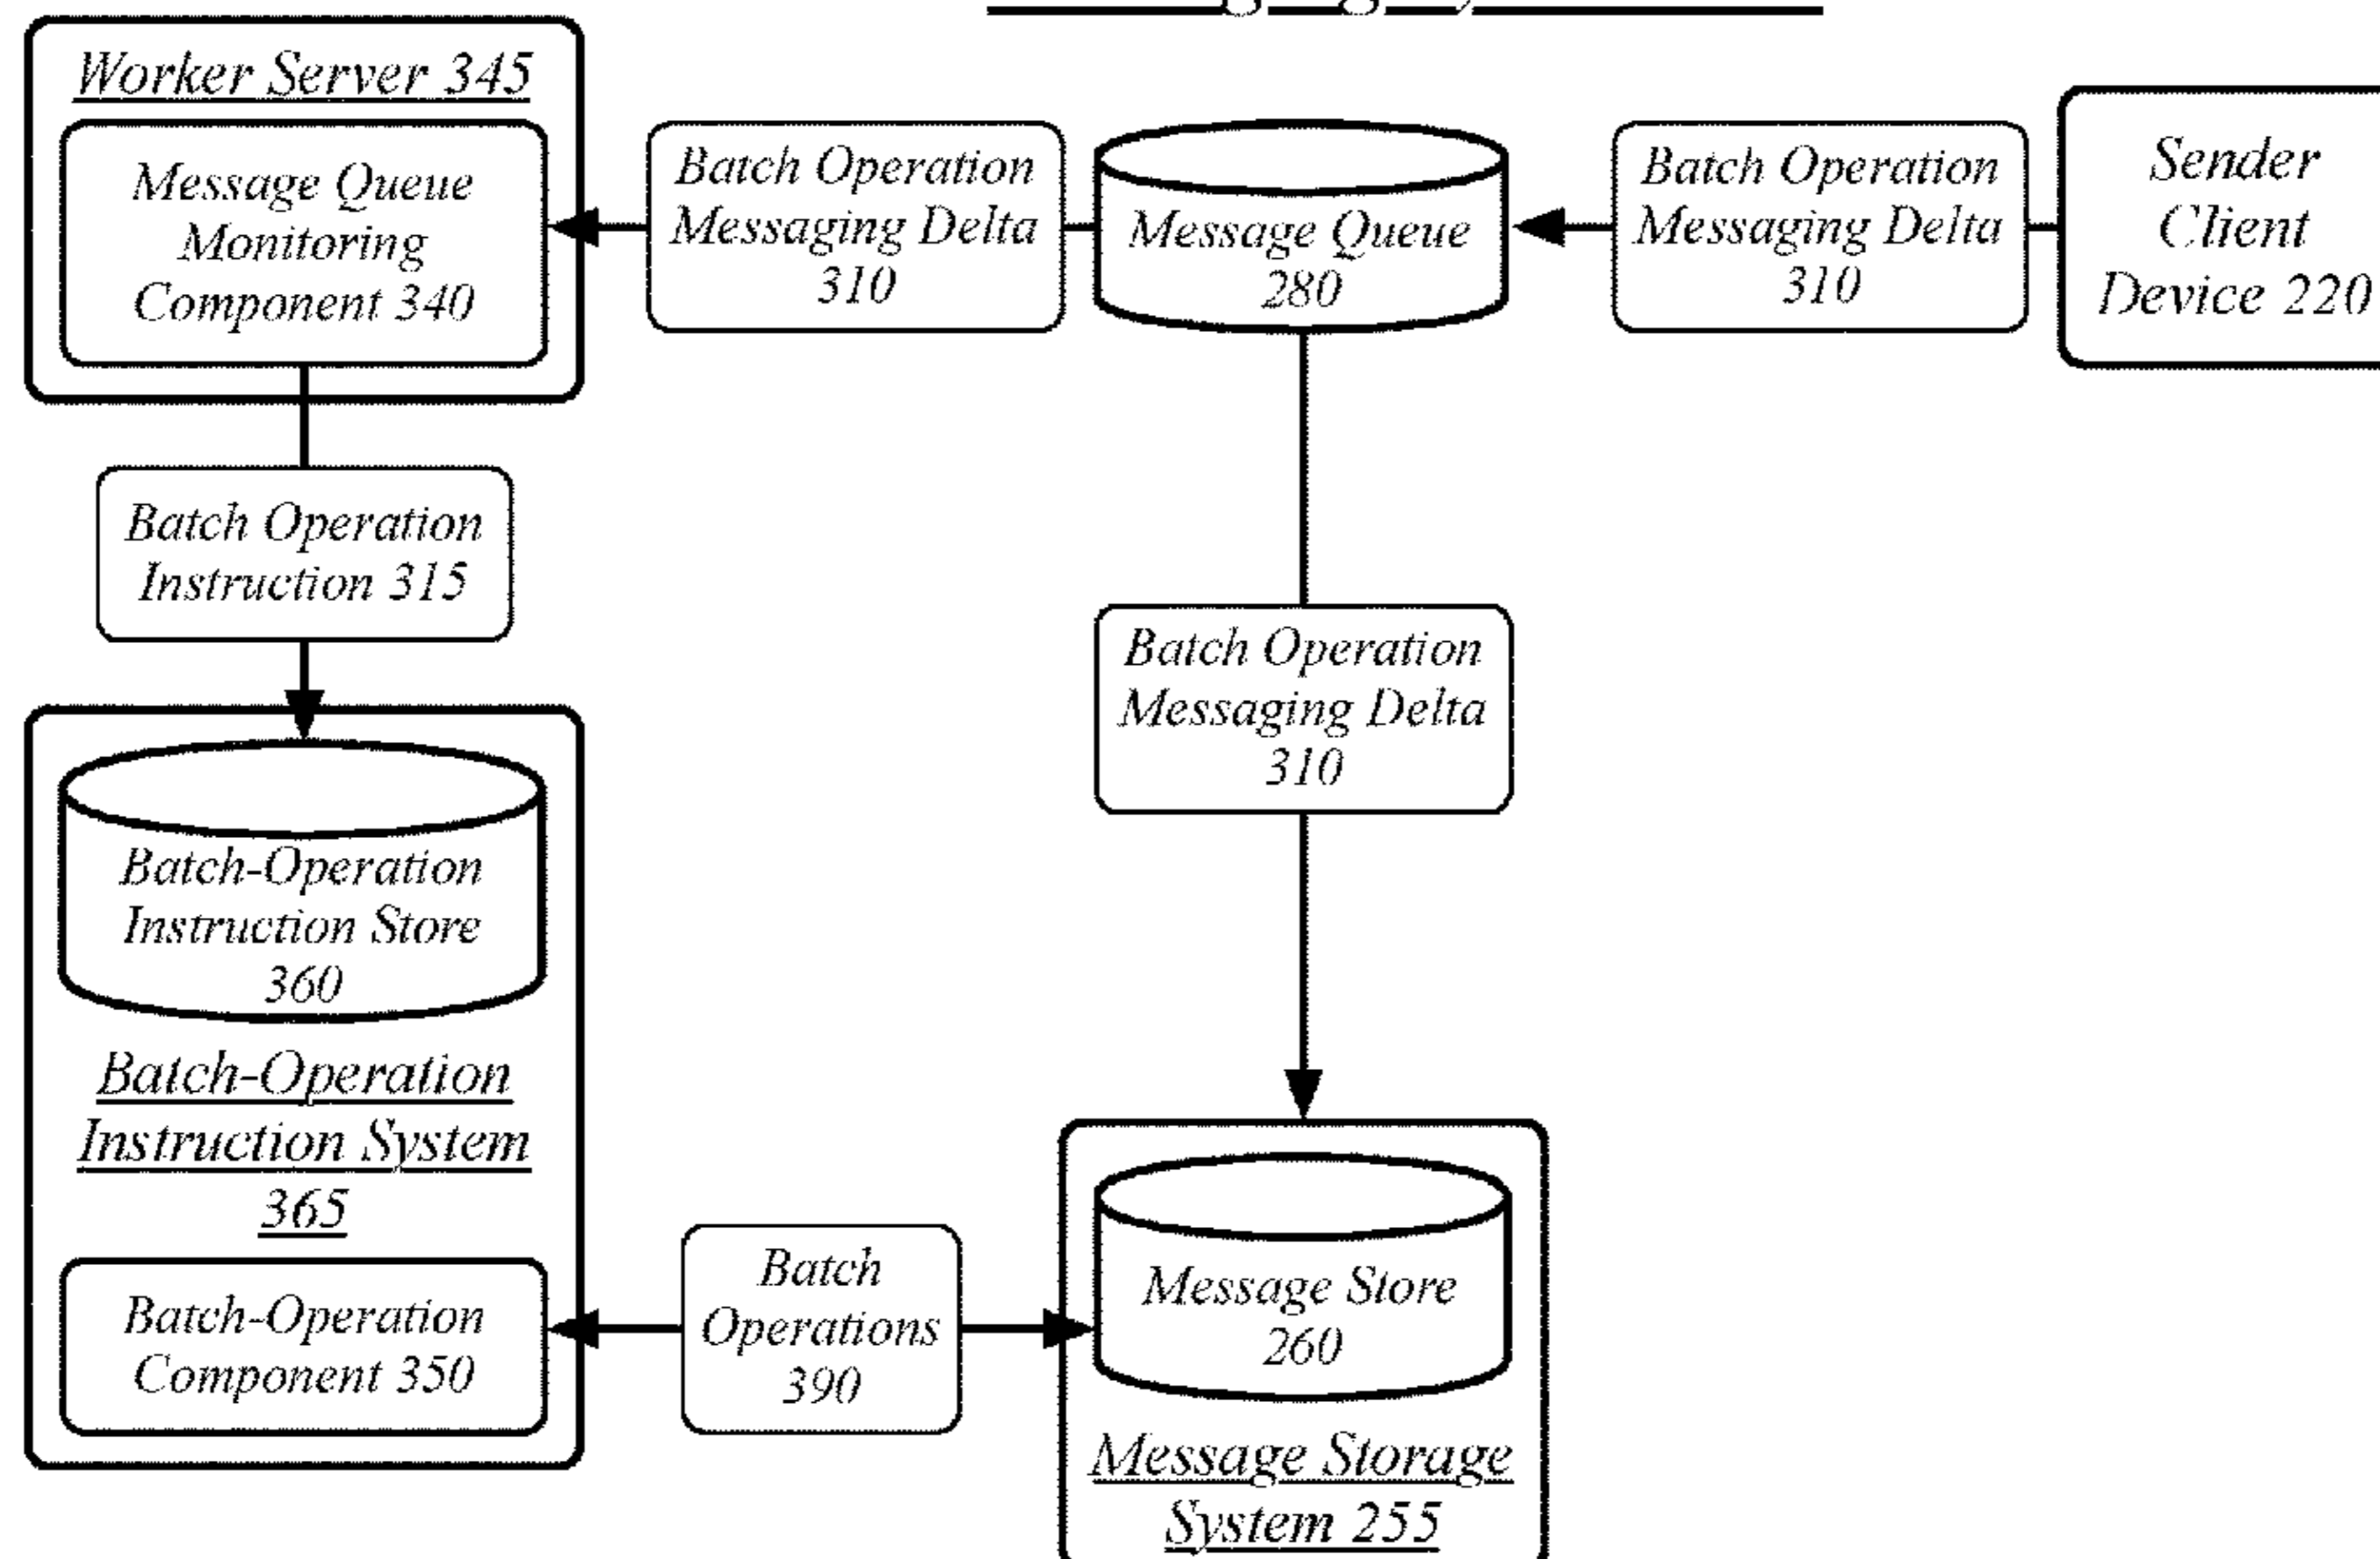 Worker Server 345
Message Queue
Monitoring
Component 340
Batch Operation
Messaging Delta
310
Message Queue
280
Batch Operation
Messaging Delta
310
Sender
Client
Device 220
Batch Operation
Instruction 315
Batch Operation
Messaging Delta
310
Batch-Operation
Instruction Store
360
Batch-Operation
Instruction System
365
Batch-Operation
Component 350
Batch
Operations
390
Message Store
260
Message Storage
System 255